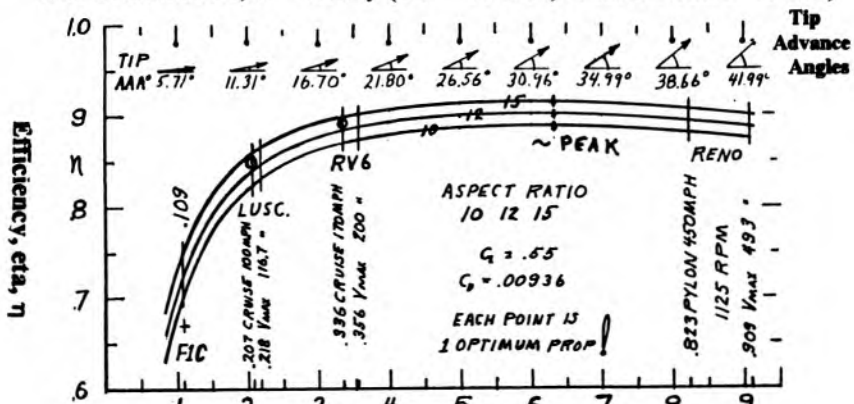 Tip
Advance
Angles
1.0
TIP
AAA° 5.71° 11.31° 16.70° 21.80° 26.56° 30.96° 34.99° 38.66° 41.99°
.9
15
12
10
~ PEAK
RV6
RENO
η
LUSC.
.109
ASPECT RATIO
10 12 15
.8
.207 CRUISE 100MPH
.218 VMAX 116.7 "
.336 CRUISE 170MPH
.356 VMAX 200 "
.823 PYLON 450MPH
1125 RPM
.909 VMAX 493 "
= .55
= .00936
.7
F1C
EACH POINT IS
1 OPTIMUM PROP!
.6
Efficiency, eta, η
.1 .2 .3 .4 .5 .6 .7 .8 .9